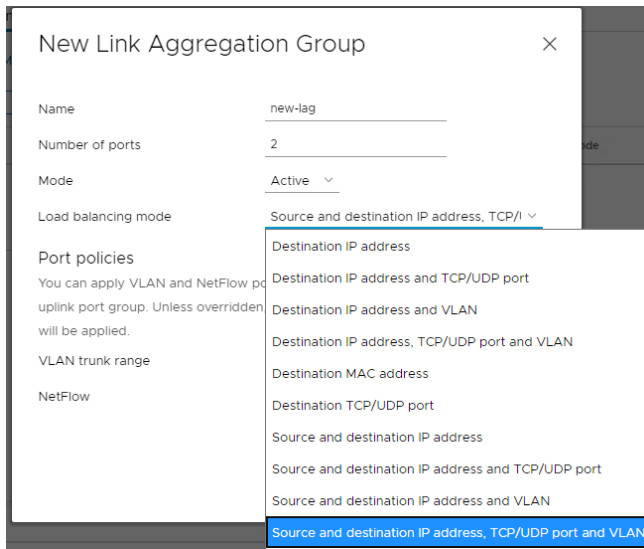 New Link Aggregation Group
Name new-lag
Number of ports 2
Mode Active
Load balancing mode Source and destination IP address, TCP/
Port policies
You can apply VLAN and NetFlow
uplink port group. Unless overridden,
will be applied.
VLAN trunk range
NetFlow
Destination IP address
Destination IP address and TCP/UDP port
Destination IP address and VLAN
Destination IP address, TCP/UDP port and VLAN
Destination MAC address
Destination TCP/UDP port
Source and destination IP address
Source and destination IP address and TCP/UDP port
Source and destination IP address and VLAN
Source and destination IP address, TCP/UDP port and VLAN